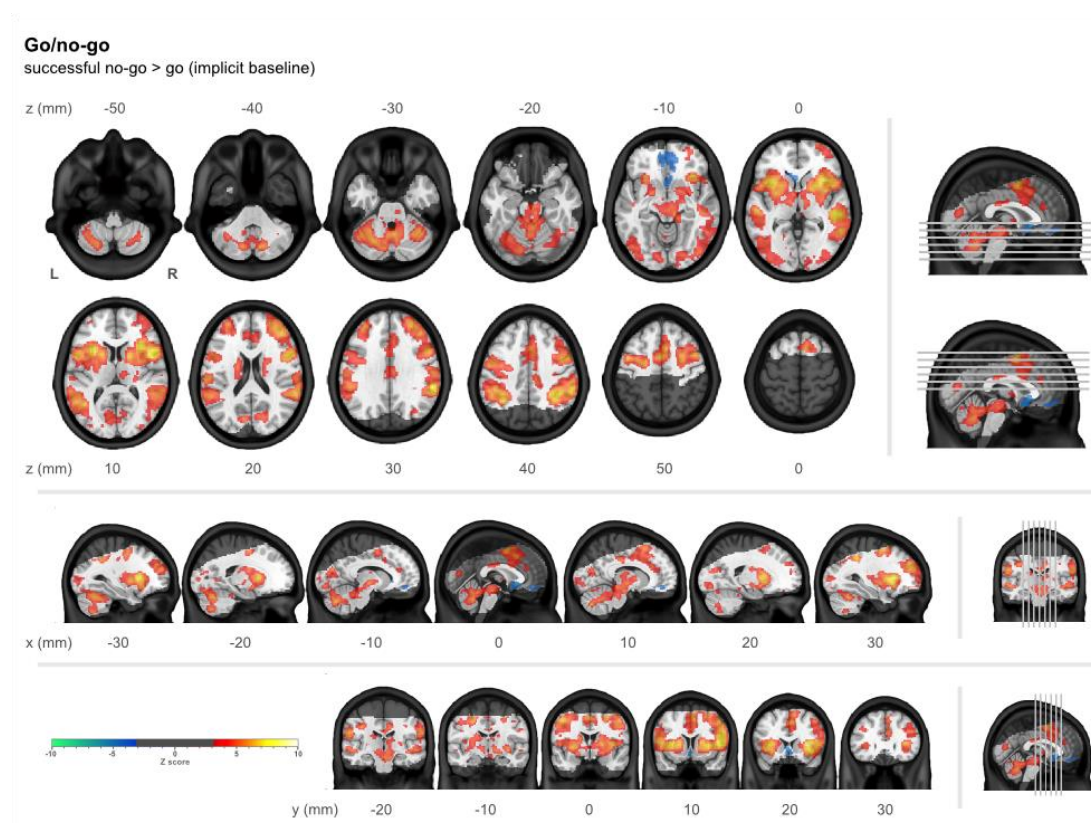 Go/no-go
successful no-go > go (implicit baseline)
z (mm) -50 -40 -30 -20 -10 0
L R
z (mm) 10 20 30 40 50 0
x (mm) -30 -20 -10 0 10 20 30
-10 -5 0 5 10
Z score
y (mm) -20 -10 0 10 20 30